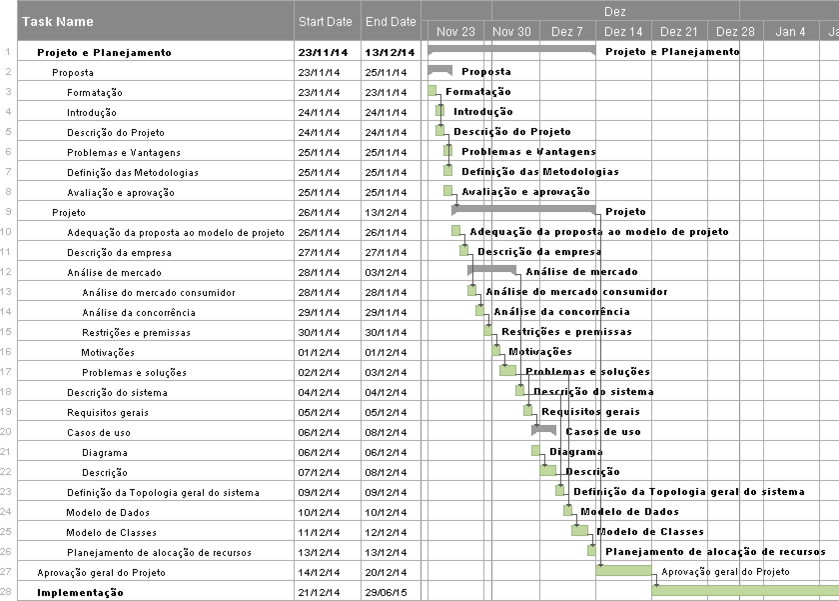 Task Name Start Date End Date Dez
Nov 23 Nov 30 Dez 7 Dez 14 Dez 21 Dez 28 Jan 4
1 Projeto e Planejamento 23/11/14 13/12/14 Projeto e Planejamento
2 Proposta 23/11/14 25/11/14 Proposta
3 Formatação 23/11/14 23/11/14 Formatação
4 Introdução 24/11/14 24/11/14 Introdução
5 Descrição do Projeto 24/11/14 24/11/14 Descrição do Projeto
6 Problemas e Vantagens 25/11/14 25/11/14 Problemas e Vantagens
7 Definição das Metodologias 25/11/14 25/11/14 Definição das Metodologias
8 Avaliação e aprovação 25/11/14 25/11/14 Avaliação e aprovação
9 Projeto 26/11/14 13/12/14 Projeto
10 Adequação da proposta ao modelo de projeto 26/11/14 26/11/14 Adequação da proposta ao modelo de projeto
11 Descrição da empresa 27/11/14 27/11/14 Descrição da empresa
12 Análise de mercado 28/11/14 03/12/14 Análise de mercado
13 Análise do mercado consumidor 28/11/14 28/11/14 Análise do mercado consumidor
14 Análise da concorrência 29/11/14 29/11/14 Análise da concorrência
15 Restrições e premissas 30/11/14 30/11/14 Restrições e premissas
16 Motivações 01/12/14 01/12/14 Motivações
17 Problemas e soluções 02/12/14 03/12/14 Problemas e soluções
18 Descrição do sistema 04/12/14 04/12/14 Descrição do sistema
19 Requisitos gerais 05/12/14 05/12/14 Requisitos gerais
20 Casos de uso 06/12/14 08/12/14 Casos de uso
21 Diagrama 06/12/14 06/12/14 Diagrama
22 Descrição 07/12/14 08/12/14 Descrição
23 Definição da Topologia geral do sistema 09/12/14 09/12/14 Definição da Topologia geral do sistema
24 Modelo de Dados 10/12/14 10/12/14 Modelo de Dados
25 Modelo de Classes 11/12/14 12/12/14 Modelo de Classes
26 Planejamento de alocação de recursos 13/12/14 13/12/14 Planejamento de alocação de recursos
27 Aprovação geral do Projeto 14/12/14 20/12/14 Aprovação geral do Projeto
28 Implementação 21/12/14 29/06/15